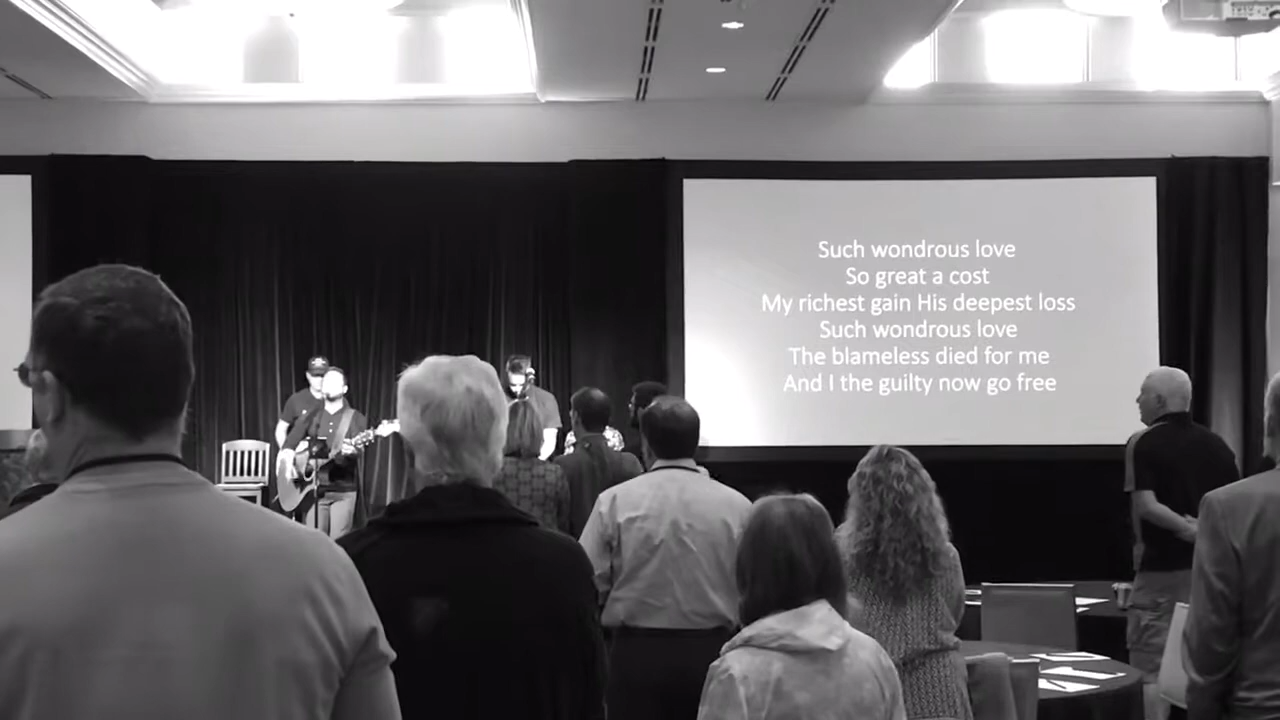 Such wondrous love
So great a cost
My richest gain His deepest loss
Such wondrous love
The blameless died for me
And I the guilty now go free